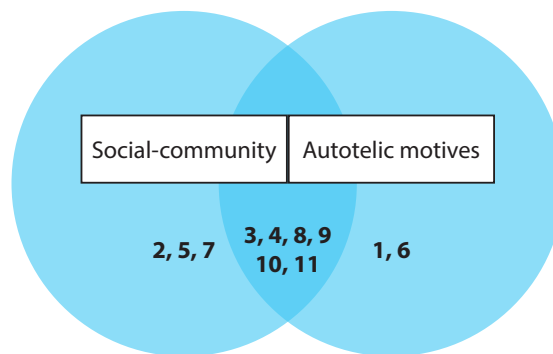 Social-community
Autotelic motives
2, 5, 7
3, 4, 8, 9
10, 11
1, 6